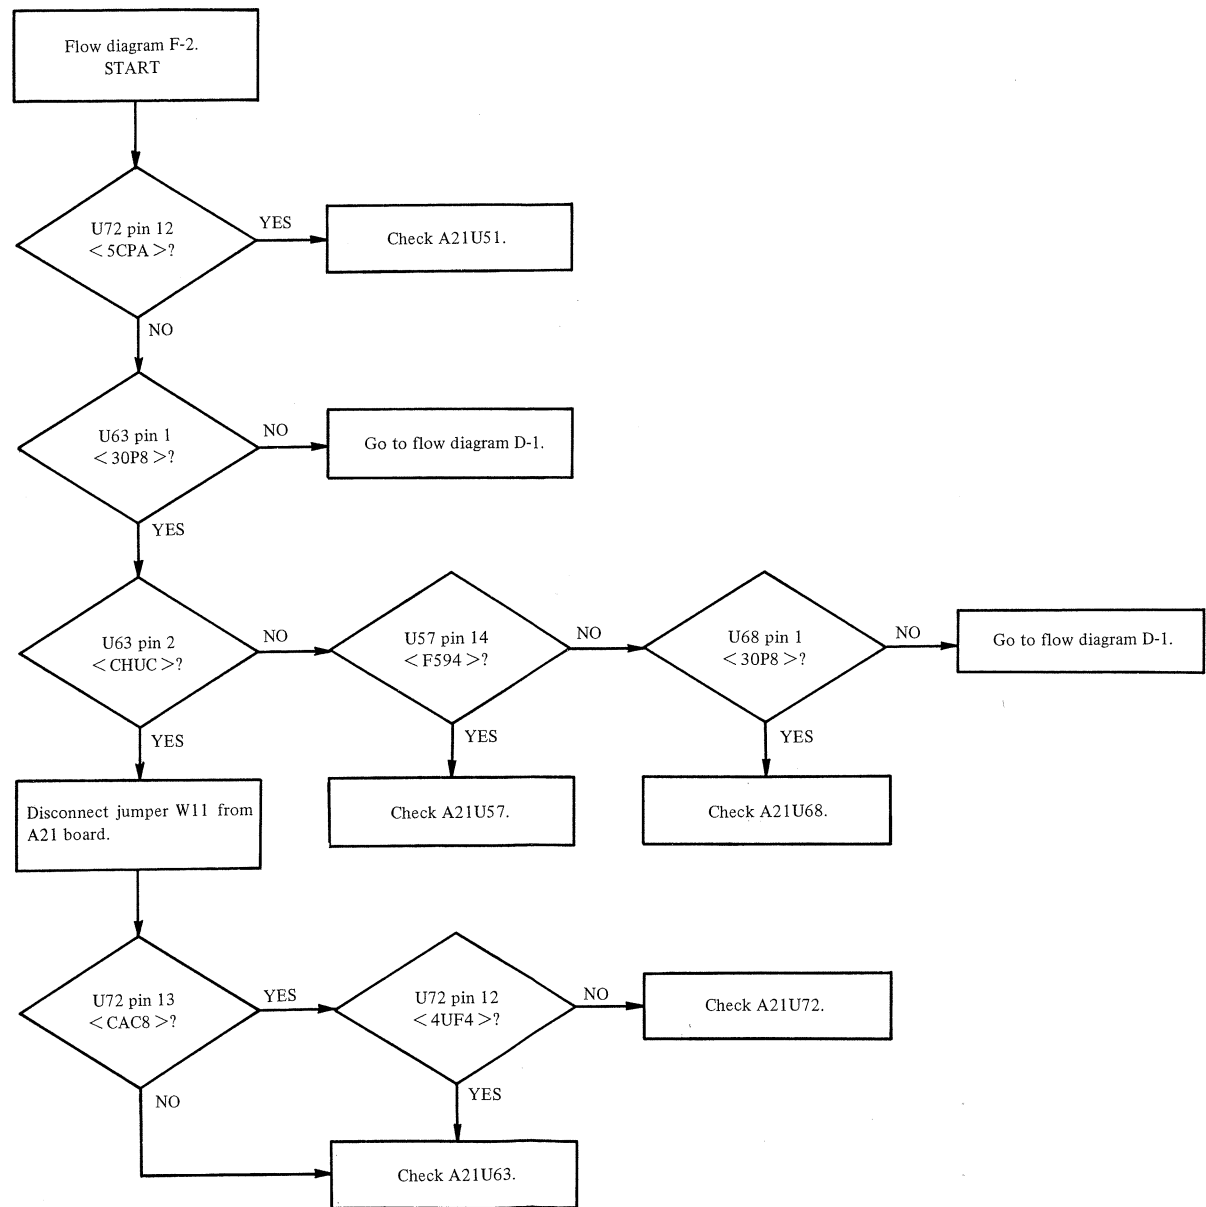 Flow diagram F-2.
START
U72 pin 12
<5CPA>?
YES
Check A21U51.
NO
U63 pin 1
<30P8>?
NO
Go to flow diagram D-1.
YES
U63 pin 2
<CHUC>?
NO
U57 pin 14
<F594>?
NO
U68 pin 1
<30P8>?
NO
Go to flow diagram D-1.
YES
YES
YES
Disconnect jumper W11 from
A21 board.
Check A21U57.
Check A21U68.
U72 pin 13
<CAC8>?
YES
U72 pin 12
<4UF4>?
NO
Check A21U72.
NO
YES
Check A21U63.